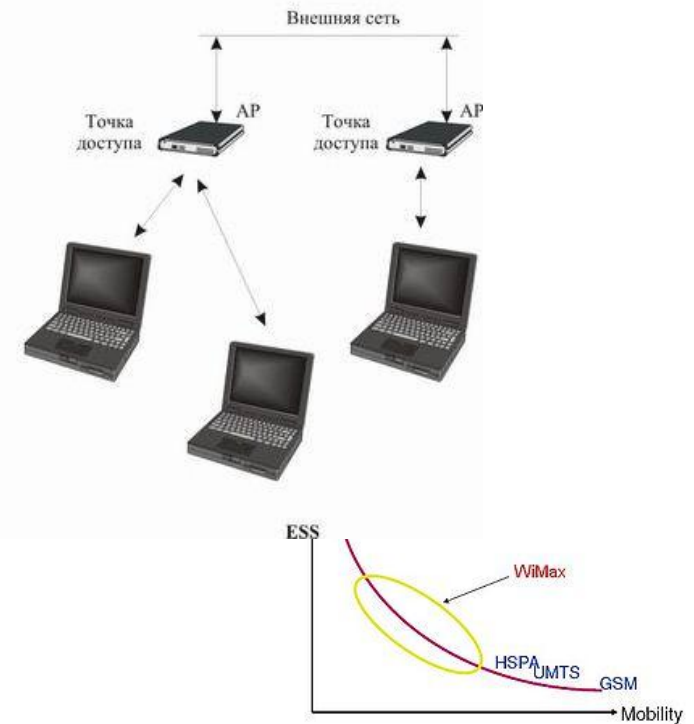 Внешняя сеть
AP
Точка
доступа
AP
Точка
доступа
ESS
WiMax
HSPA
UMTS
GSM
Mobility